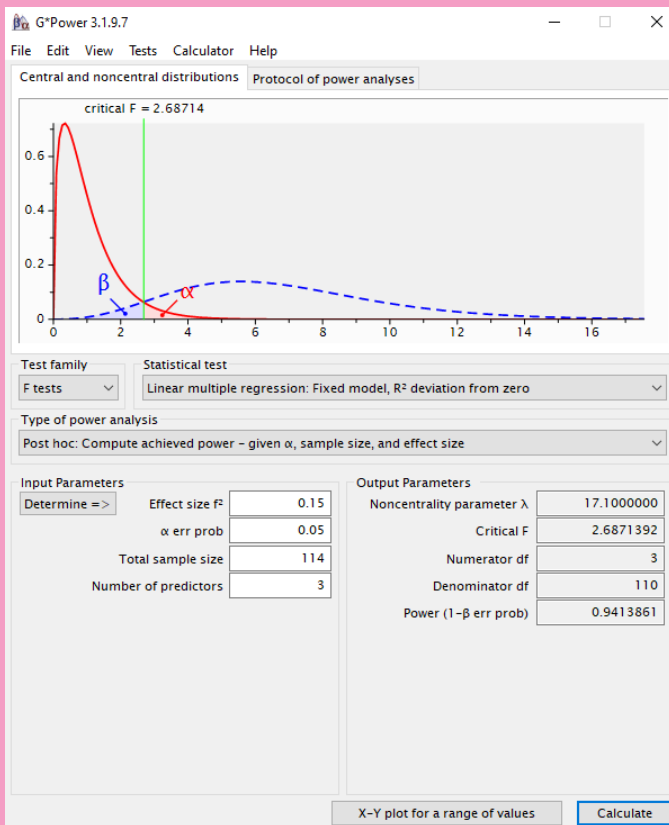 G*Power 3.1.9.7
File Edit View Tests Calculator Help
Central and noncentral distributions Protocol of power analyses
critical F = 2.68714
0.6
0.4
0.2
0
β
α
0 2 4 6 8 10 12 14 16
Test family Statistical test
F tests Linear multiple regression: Fixed model, R² deviation from zero
Type of power analysis
Post hoc: Compute achieved power – given α, sample size, and effect size
Input Parameters Output Parameters
Determine => Effect size f² 0.15 Noncentrality parameter λ 17.1000000
α err prob 0.05 Critical F 2.6871392
Total sample size 114 Numerator df 3
Number of predictors 3 Denominator df 110
Power (1-β err prob) 0.9413861
X-Y plot for a range of values Calculate